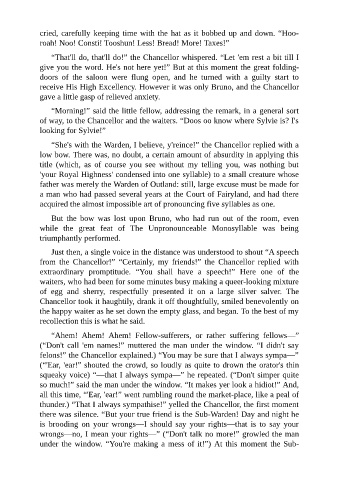 cried, carefully keeping time with the hat as it bobbed up and down. “Hoo-
roah! Noo! Consti! Tooshun! Less! Bread! More! Taxes!”
“That'll do, that'll do!” the Chancellor whispered. “Let 'em rest a bit till I
give you the word. He's not here yet!” But at this moment the great folding-
doors of the saloon were flung open, and he turned with a guilty start to
receive His High Excellency. However it was only Bruno, and the Chancellor
gave a little gasp of relieved anxiety.
“Morning!” said the little fellow, addressing the remark, in a general sort
of way, to the Chancellor and the waiters. “Doos oo know where Sylvie is? I's
looking for Sylvie!”
“She's with the Warden, I believe, y'reince!” the Chancellor replied with a
low bow. There was, no doubt, a certain amount of absurdity in applying this
title (which, as of course you see without my telling you, was nothing but
'your Royal Highness' condensed into one syllable) to a small creature whose
father was merely the Warden of Outland: still, large excuse must be made for
a man who had passed several years at the Court of Fairyland, and had there
acquired the almost impossible art of pronouncing five syllables as one.
But the bow was lost upon Bruno, who had run out of the room, even
while the great feat of The Unpronounceable Monosyllable was being
triumphantly performed.
Just then, a single voice in the distance was understood to shout “A speech
from the Chancellor!” “Certainly, my friends!” the Chancellor replied with
extraordinary promptitude. “You shall have a speech!” Here one of the
waiters, who had been for some minutes busy making a queer-looking mixture
of egg and sherry, respectfully presented it on a large silver salver. The
Chancellor took it haughtily, drank it off thoughtfully, smiled benevolently on
the happy waiter as he set down the empty glass, and began. To the best of my
recollection this is what he said.
“Ahem! Ahem! Ahem! Fellow-sufferers, or rather suffering fellows—”
(“Don't call 'em names!” muttered the man under the window. “I didn't say
felons!” the Chancellor explained.) “You may be sure that I always sympa—”
(“'Ear, 'ear!” shouted the crowd, so loudly as quite to drown the orator's thin
squeaky voice) “—that I always sympa—” he repeated. (“Don't simper quite
so much!” said the man under the window. “It makes yer look a hidiot!” And,
all this time, “'Ear, 'ear!” went rumbling round the market-place, like a peal of
thunder.) “That I always sympathise!” yelled the Chancellor, the first moment
there was silence. “But your true friend is the Sub-Warden! Day and night he
is brooding on your wrongs—I should say your rights—that is to say your
wrongs—no, I mean your rights—” (“Don't talk no more!” growled the man
under the window. “You're making a mess of it!”) At this moment the Sub-